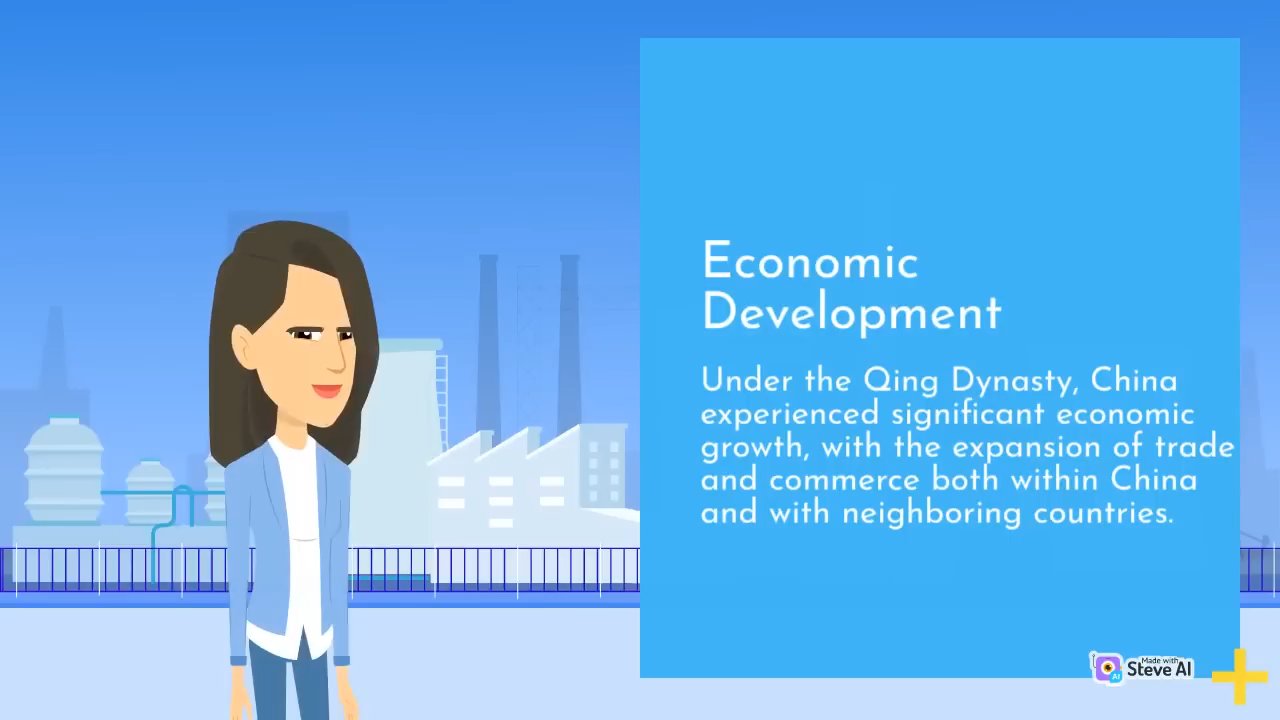 Economic
Development
Under the Qing Dynasty, China
experienced significant economic
growth, with the expansion of trade
and commerce both within China
and with neighboring countries.
Made with
Steve AI
AI